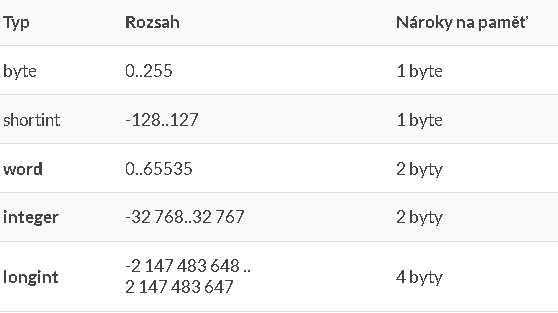 Typ Rozsah Nároky na paměť
byte 0..255 1 byte
shortint -128..127 1 byte
word 0..65535 2 byty
integer -32 768..32 767 2 byty
longint -2 147 483 648 .. 4 byty
2 147 483 647